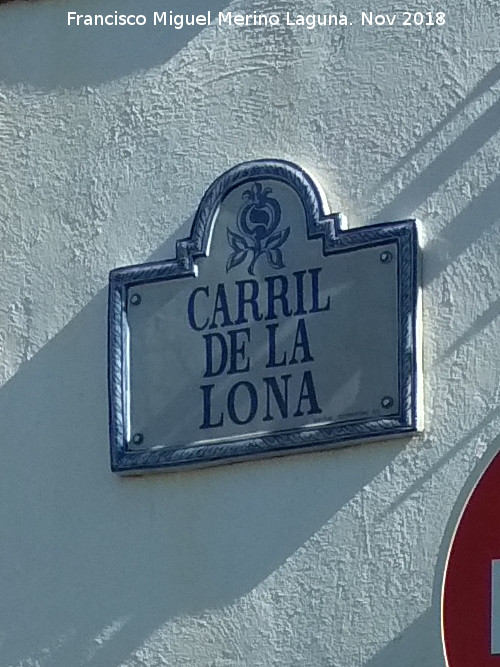 Francisco Miguel Merino Laguna. Nov 2018
CARRIL
DE LA
LONA